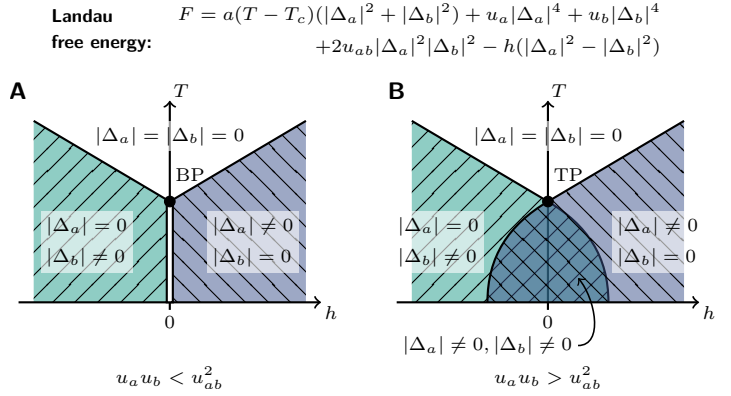 Landau free energy:
F = a(T − T_c)(|Δ_a|² + |Δ_b|²) + u_a|Δ_a|⁴ + u_b|Δ_b|⁴
+2u_{ab}|Δ_a|²|Δ_b|² − h(|Δ_a|² − |Δ_b|²)
A
T
|Δ_a| = |Δ_b| = 0
BP
|Δ_a| = 0
|Δ_b| ≠ 0
|Δ_a| ≠ 0
|Δ_b| = 0
0
h
u_a u_b < u_{ab}²
B
T
|Δ_a| = |Δ_b| = 0
TP
|Δ_a| = 0
|Δ_b| ≠ 0
|Δ_a| ≠ 0
|Δ_b| = 0
0
h
|Δ_a| ≠ 0, |Δ_b| ≠ 0
u_a u_b > u_{ab}²